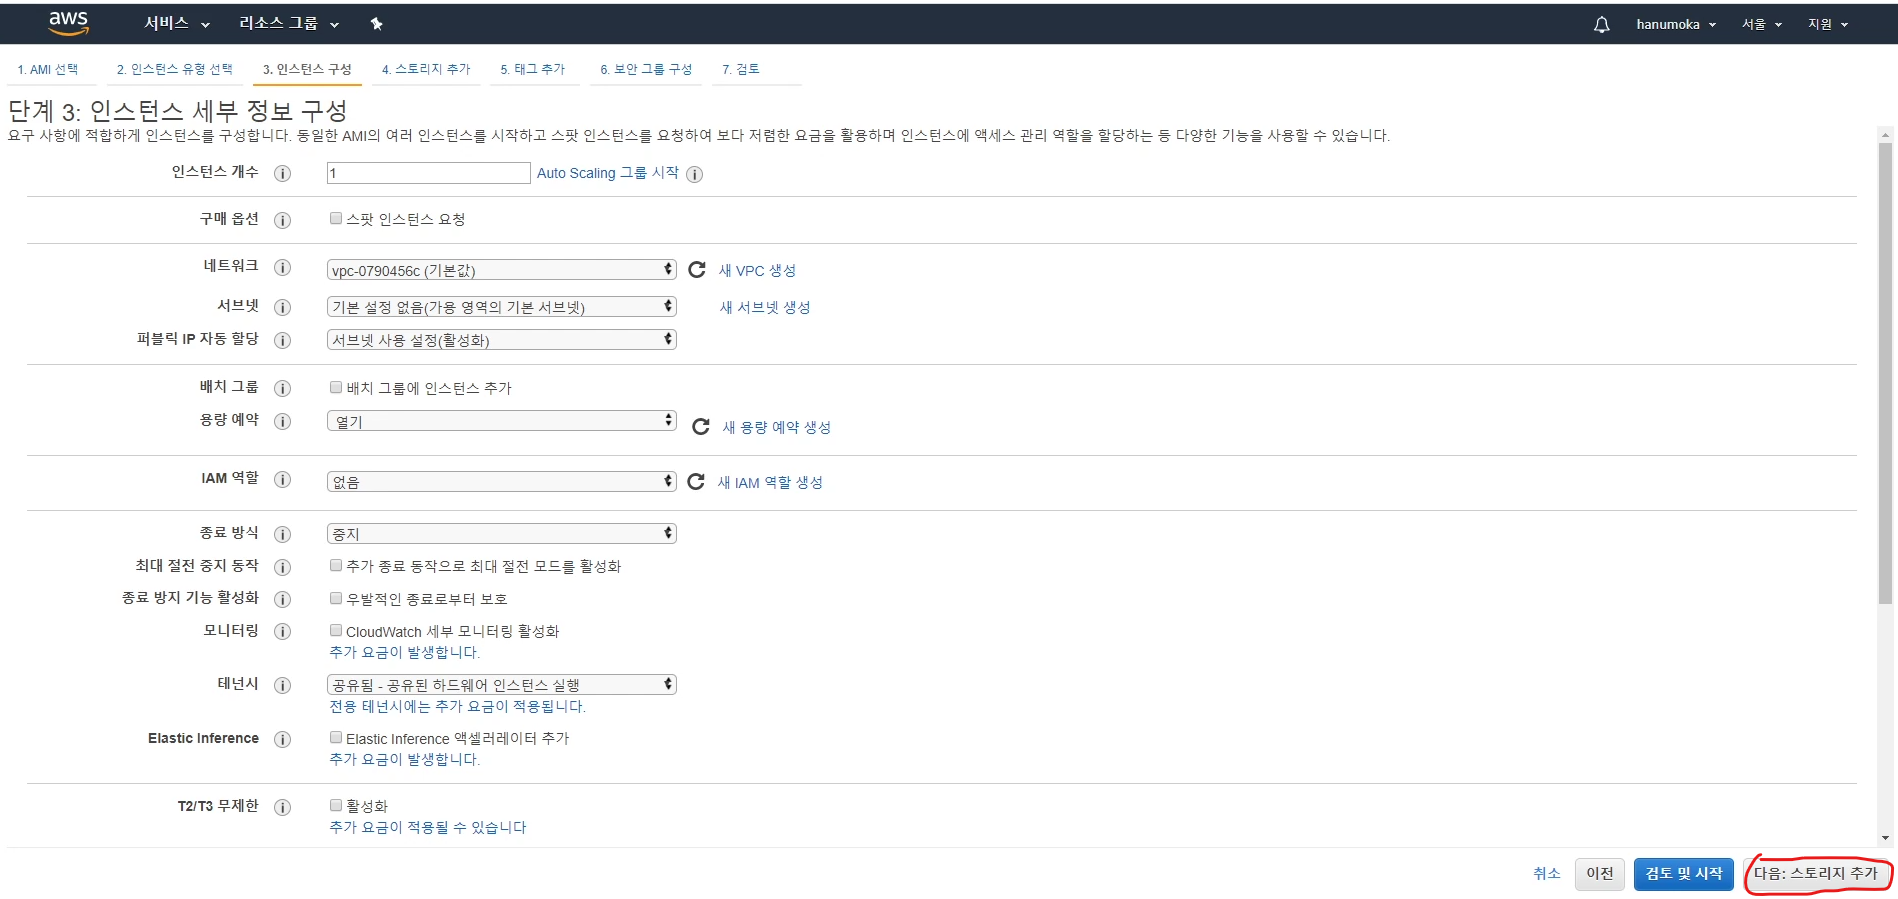 aws 서비스 리소스 그룹 hanumoka 서울 지원
1. AMI 선택 2. 인스턴스 유형 선택 3. 인스턴스 구성 4. 스토리지 추가 5. 태그 추가 6. 보안 그룹 구성 7. 검토
단계 3: 인스턴스 세부 정보 구성
요구 사항에 적합하게 인스턴스를 구성합니다. 동일한 AMI의 여러 인스턴스를 시작하고 스팟 인스턴스를 요청하여 보다 저렴한 요금을 활용하며 인스턴스에 액세스 관리 역할을 할당하는 등 다양한 기능을 사용할 수 있습니다.
인스턴스 개수 1 Auto Scaling 그룹 시작
구매 옵션 스팟 인스턴스 요청
네트워크 vpc-0790456c (기본값) 새 VPC 생성
서브넷 기본 설정 없음(가용 영역의 기본 서브넷) 새 서브넷 생성
퍼블릭 IP 자동 할당 서브넷 사용 설정(활성화)
배치 그룹 배치 그룹에 인스턴스 추가
용량 예약 열기 새 용량 예약 생성
IAM 역할 없음 새 IAM 역할 생성
종료 방식 중지
최대 절전 중지 동작 추가 종료 동작으로 최대 절전 모드를 활성화
종료 방지 기능 활성화 우발적인 종료로부터 보호
모니터링 CloudWatch 세부 모니터링 활성화
추가 요금이 발생합니다.
테넌시 공유됨 - 공유된 하드웨어 인스턴스 실행
전용 테넌시에는 추가 요금이 적용됩니다.
Elastic Inference Elastic Inference 액셀러레이터 추가
추가 요금이 발생합니다.
T2/T3 무제한 활성화
추가 요금이 적용될 수 있습니다
취소 이전 검토 및 시작 다음: 스토리지 추가